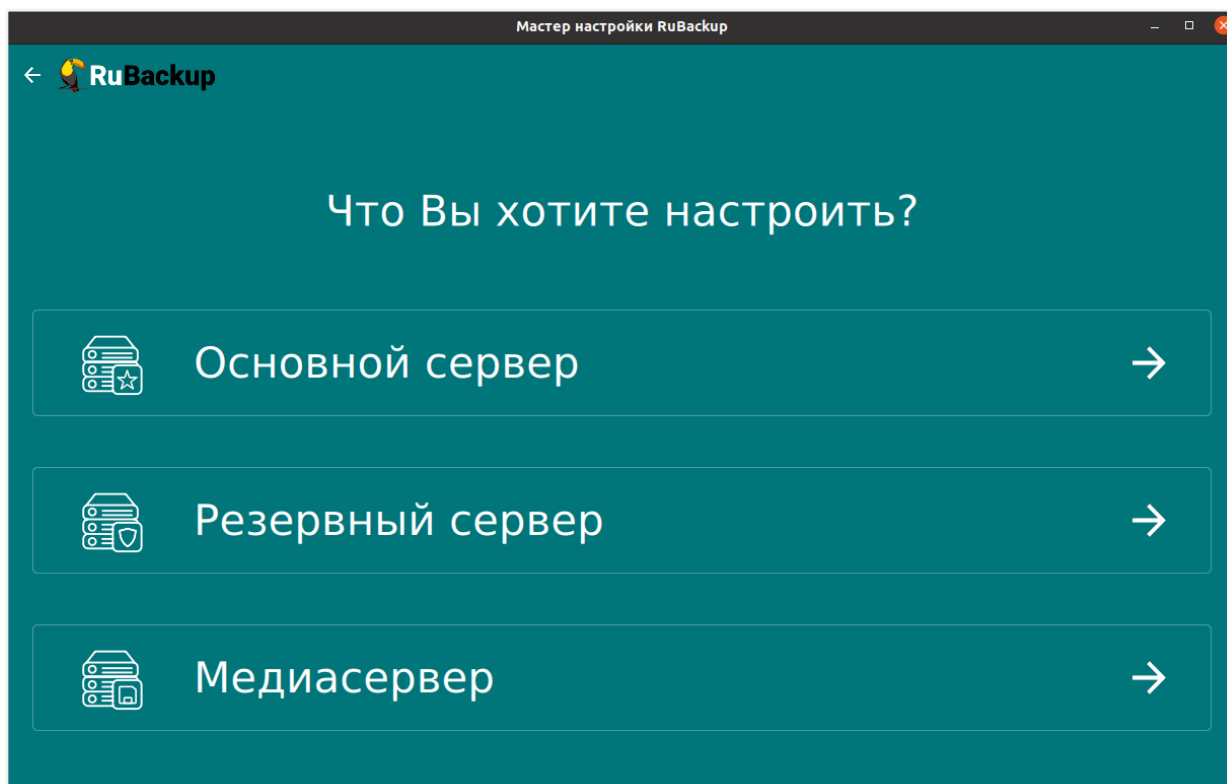 Мастер настройки RuBackup
RuBackup
Что Вы хотите настроить?
Основной сервер
Резервный сервер
Медиасервер